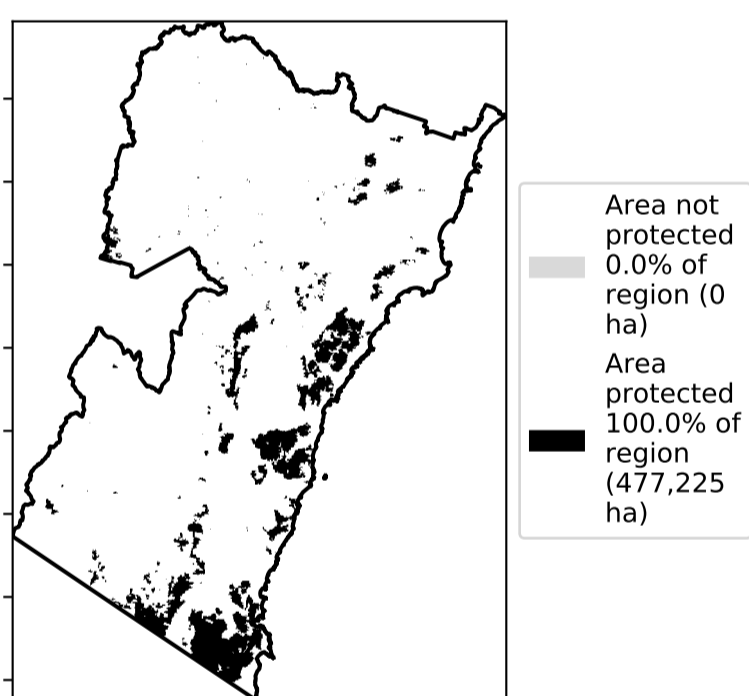 Area not
protected
0.0% of
region (0
ha)
Area
protected
100.0% of
region
(477,225
ha)